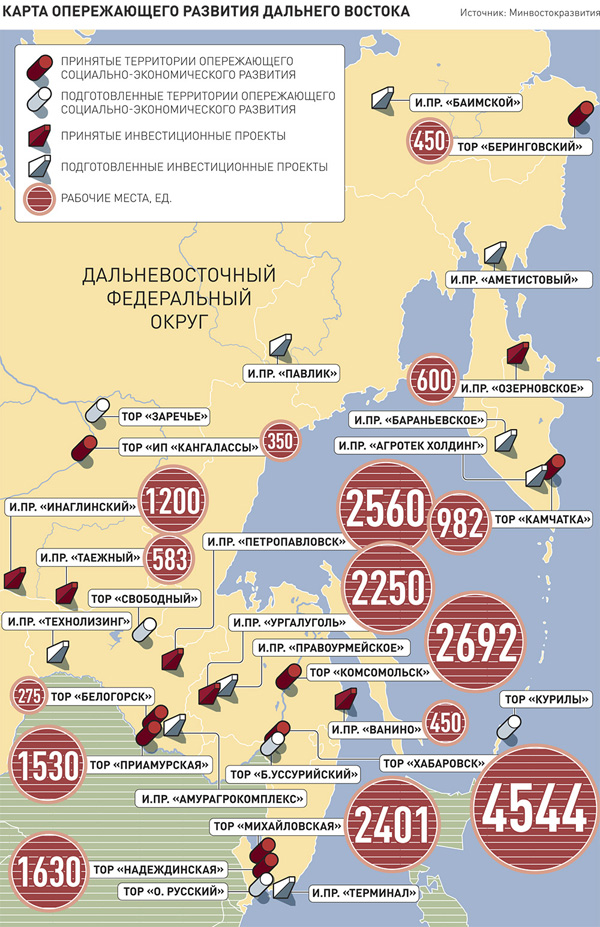 КАРТА ОПЕРЕЖАЮЩЕГО РАЗВИТИЯ ДАЛЬНЕГО ВОСТОКА
Источник: Минвостокразвития
ПРИНЯТЫЕ ТЕРРИТОРИИ ОПЕРЕЖАЮЩЕГО
СОЦИАЛЬНО-ЭКОНОМИЧЕСКОГО РАЗВИТИЯ
ПОДГОТОВЛЕННЫЕ ТЕРРИТОРИИ ОПЕРЕЖАЮЩЕГО
СОЦИАЛЬНО-ЭКОНОМИЧЕСКОГО РАЗВИТИЯ
ПРИНЯТЫЕ ИНВЕСТИЦИОННЫЕ ПРОЕКТЫ
ПОДГОТОВЛЕННЫЕ ИНВЕСТИЦИОННЫЕ ПРОЕКТЫ
РАБОЧИЕ МЕСТА, ЕД.
И.ПР. «БАИМСКОЙ»
450
ТОР «БЕРИНГОВСКИЙ»
ДАЛЬНЕВОСТОЧНЫЙ
ФЕДЕРАЛЬНЫЙ
ОКРУГ
И.ПР. «АМЕТИСТОВЫЙ»
И.ПР. «ПАВЛИК»
600
И.ПР. «ОЗЕРНОВСКОЕ»
ТОР «ЗАРЕЧЬЕ»
И.ПР. «БАРАНЬЕВСКОЕ»
ТОР «ИП «КАНГАЛАССЫ»
350
И.ПР. «АГРОТЕК ХОЛДИНГ»
И.ПР. «ИНАГЛИНСКИЙ»
1200
2560
982
ТОР «КАМЧАТКА»
И.ПР. «ПЕТРОПАВЛОВСК»
И.ПР. «ТАЕЖНЫЙ»
583
2250
ТОР «СВОБОДНЫЙ»
И.ПР. «ТЕХНОЛИЗИНГ»
И.ПР. «УРГАЛУГОЛЬ»
2692
И.ПР. «ПРАВОУРМЕЙСКОЕ»
ТОР «КОМСОМОЛЬСК»
275
ТОР «БЕЛОГОРСК»
ТОР «КУРИЛЫ»
И.ПР. «ВАНИНО»
450
1530
ТОР «ПРИАМУРСКАЯ»
ТОР «Б.УССУРИЙСКИЙ»
ТОР «ХАБАРОВСК»
4544
И.ПР. «АМУРАГРОКОМПЛЕКС»
ТОР «МИХАЙЛОВСКАЯ»
2401
1630
ТОР «НАДЕЖДИНСКАЯ»
ТОР «О. РУССКИЙ»
И.ПР. «ТЕРМИНАЛ»